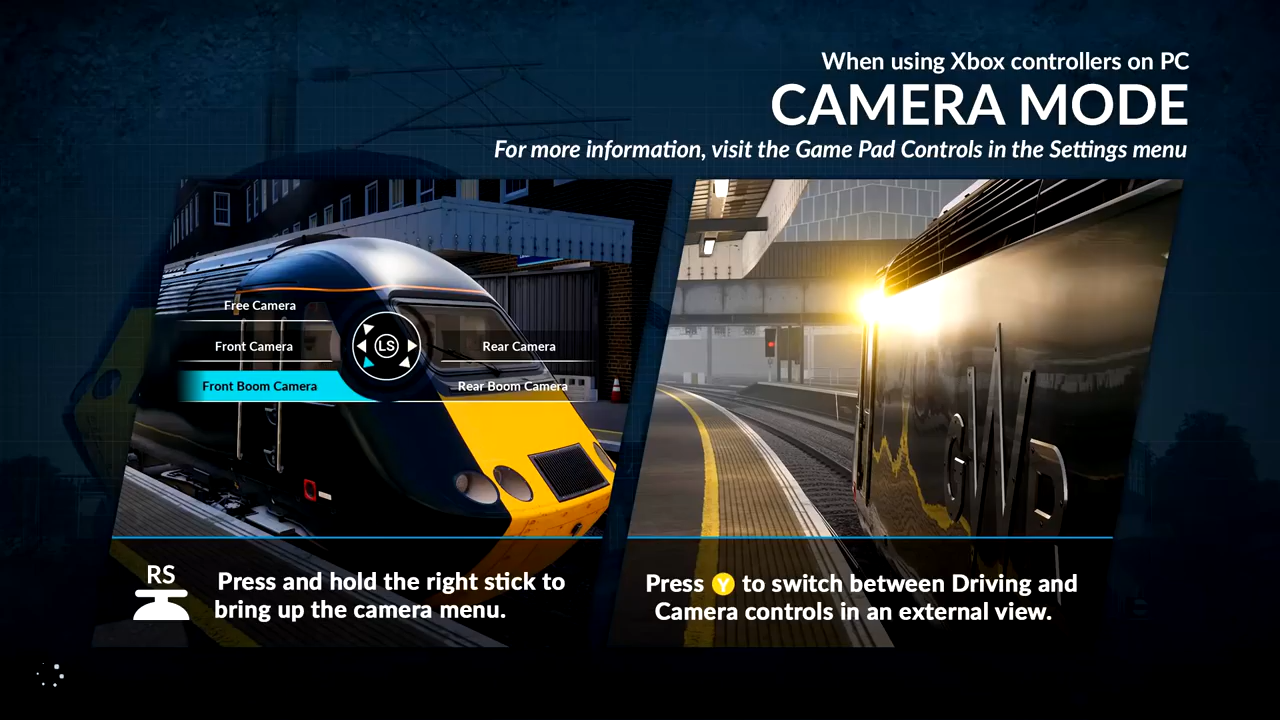 When using Xbox controllers on PC
CAMERA MODE
For more information, visit the Game Pad Controls in the Settings menu
Free Camera
Front Camera
LS
Rear Camera
Front Boom Camera
Rear Boom Camera
GWR
RS
Press and hold the right stick to
bring up the camera menu.
Press Y to switch between Driving and
Camera controls in an external view.